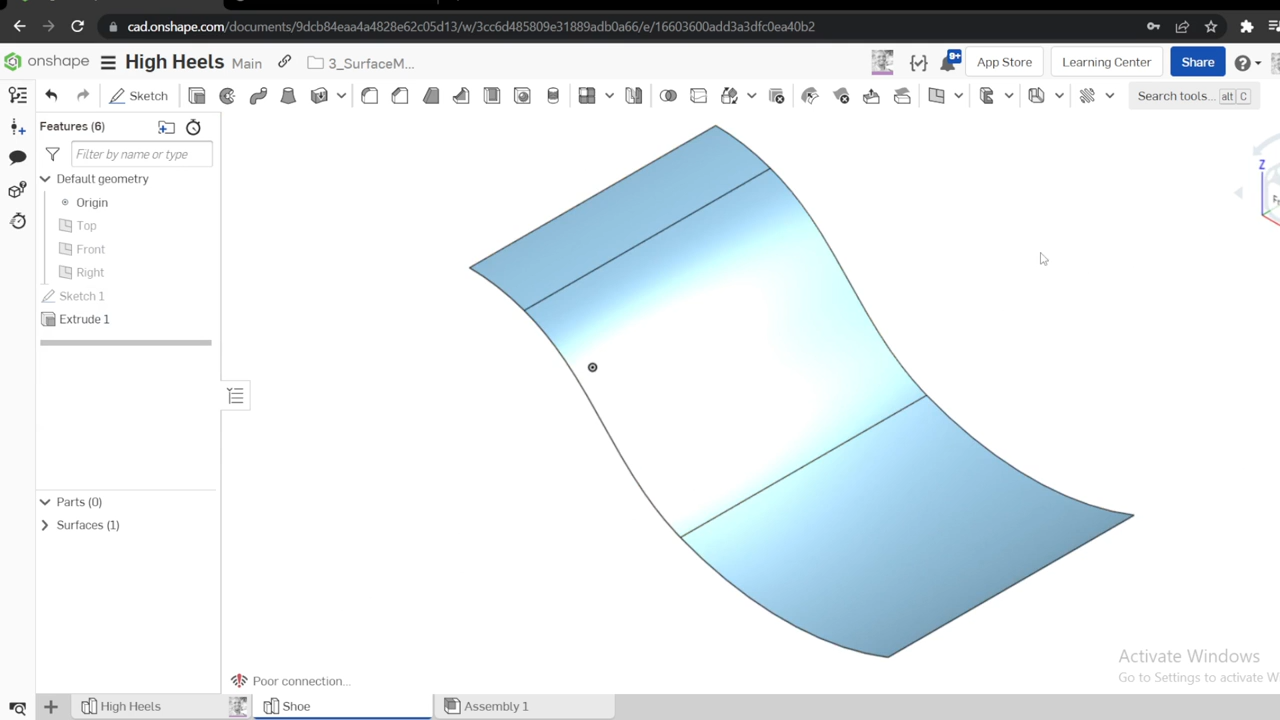 cad.onshape.com/documents/9dcb84eaa4a4828e62c05d13/w/3cc6d485809e31889adb0a66/e/16603600add3a3dfc0ea40b2
onshape High Heels Main 3_SurfaceM... 9+ App Store Learning Center Share
Sketch Search tools... alt C
Features (6)
Filter by name or type
Default geometry
Origin
Top
Front
Right
Sketch 1
Extrude 1
Z
Parts (0)
Surfaces (1)
Activate Windows
Go to Settings to activate W
Poor connection...
High Heels Shoe Assembly 1